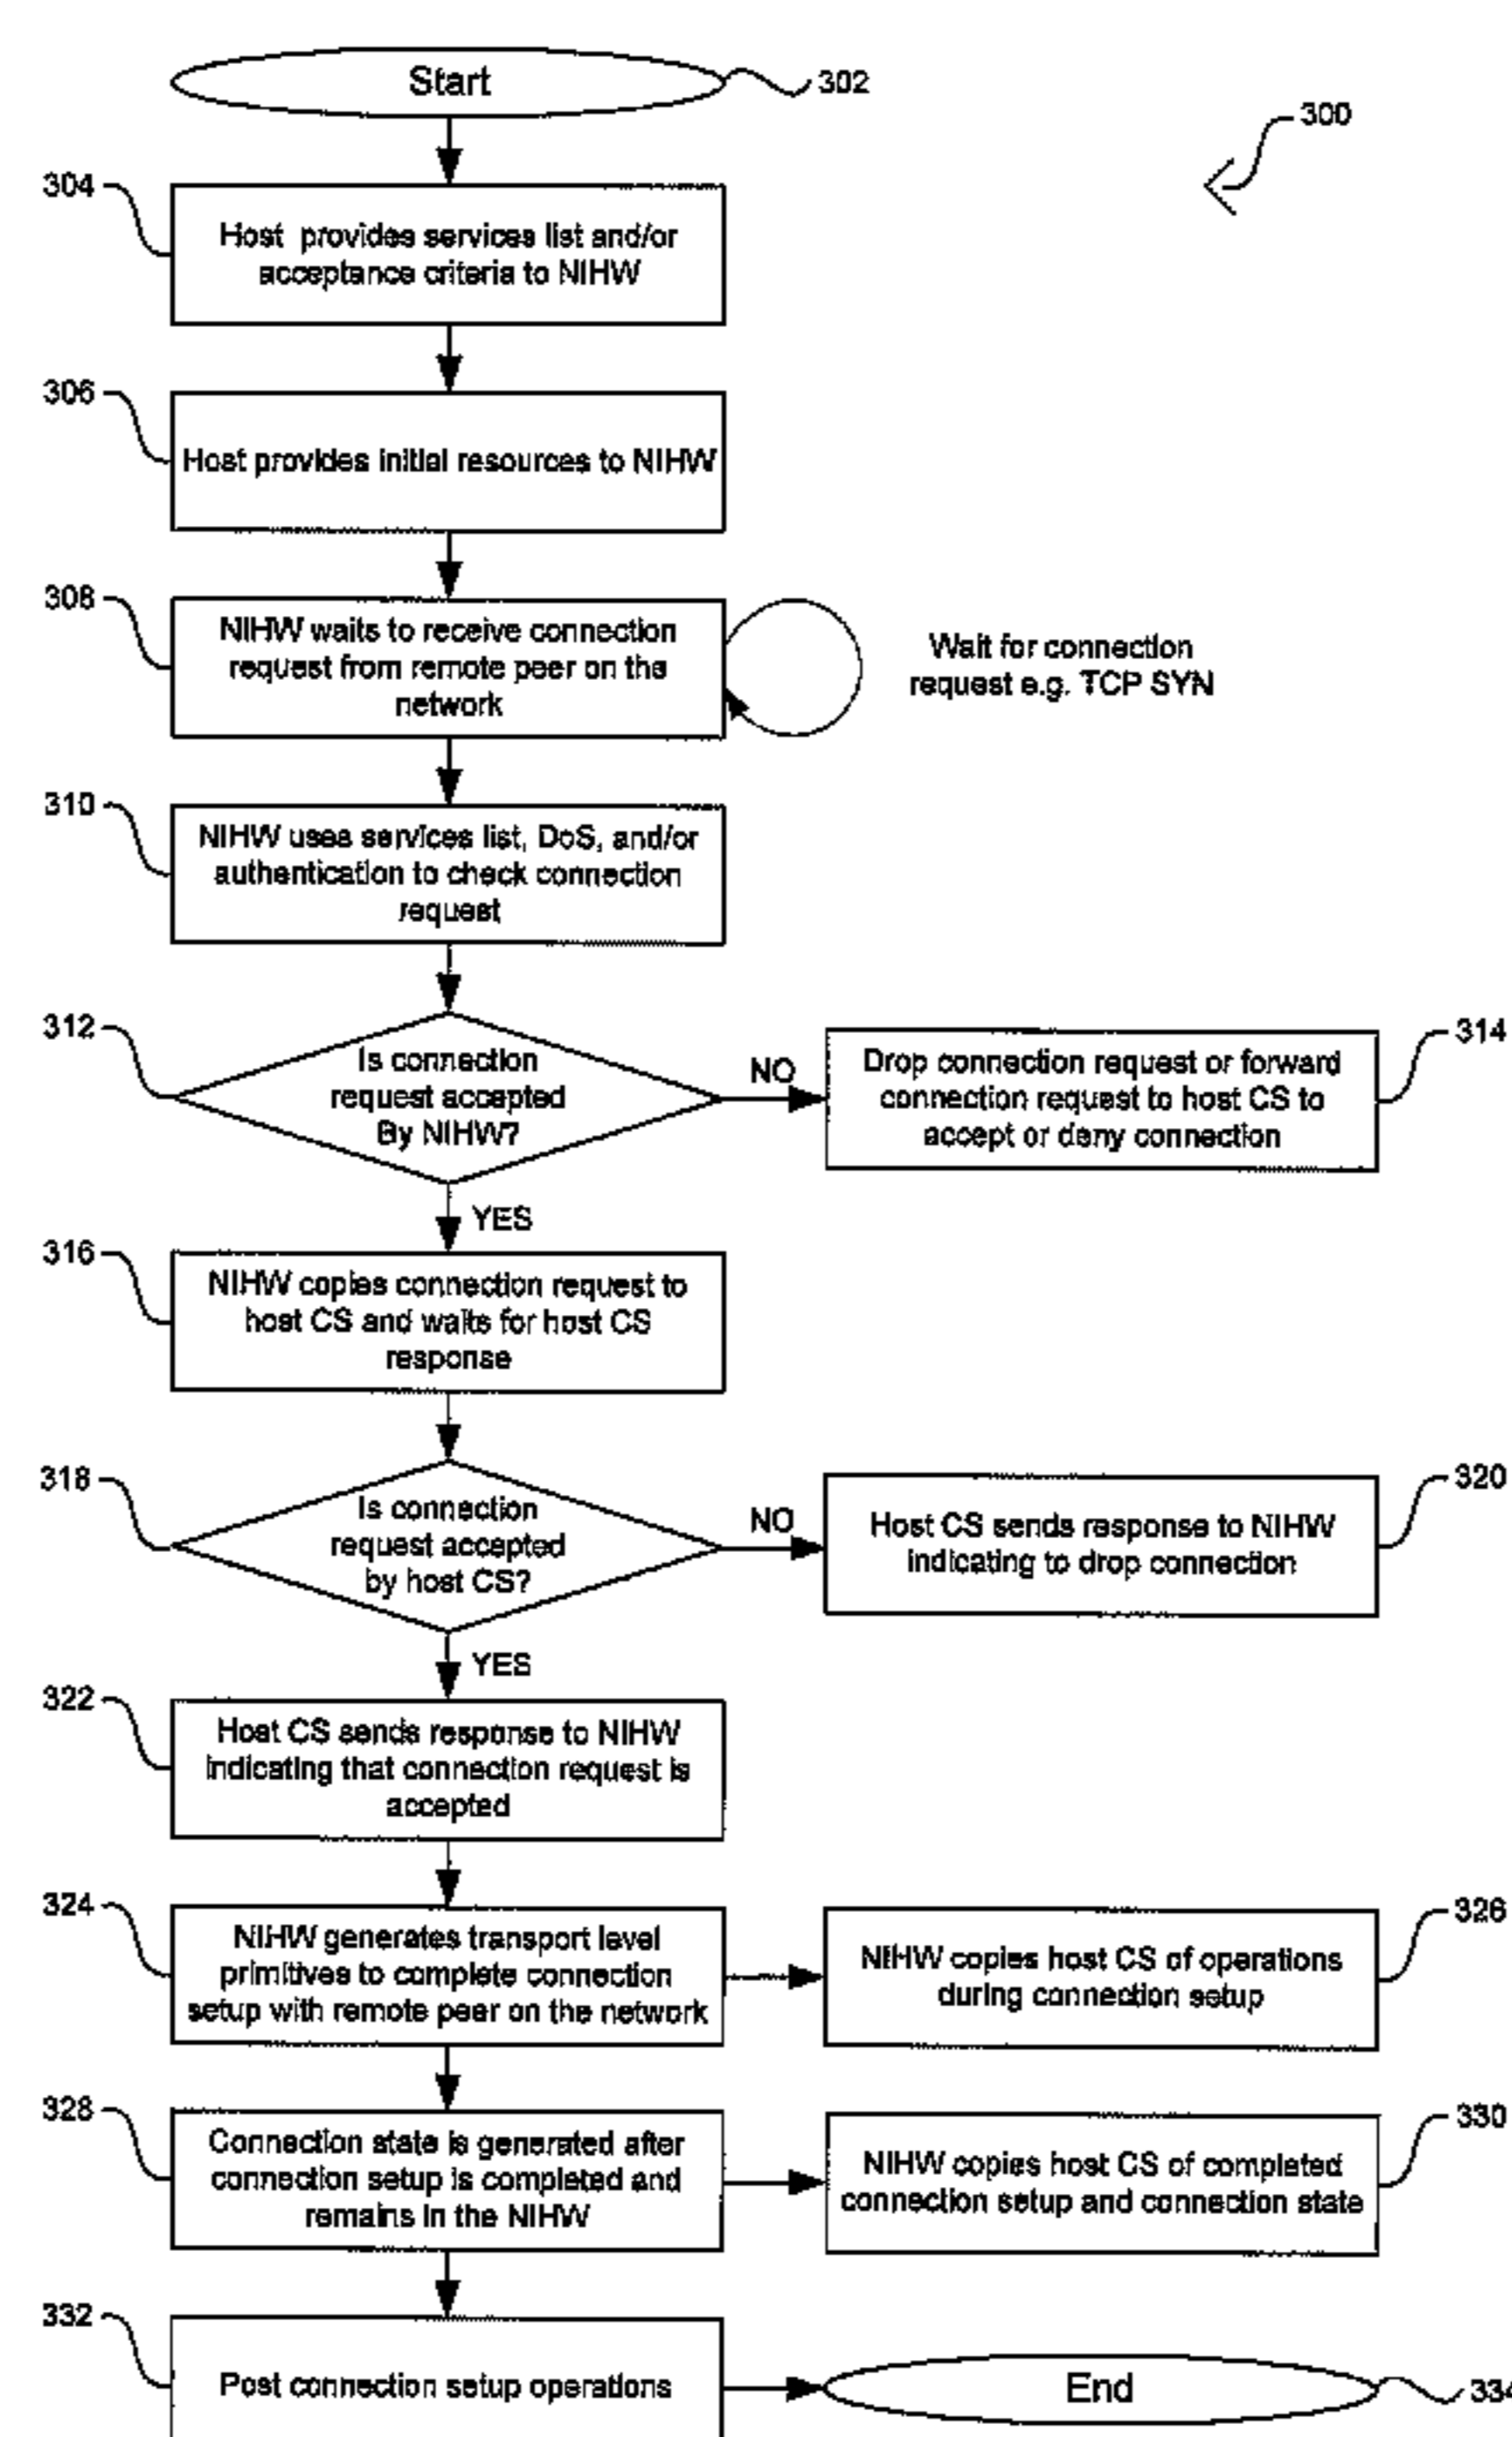 Start
302
300
304
Host provides services list and/or
acceptance criteria to NIHW
306
Host provides initial resources to NIHW
308
NIHW waits to receive connection
request from remote peer on the
network
Wait for connection
request e.g. TCP SYN
310
NIHW uses services list, DoS, and/or
authentication to check connection
request
312
Is connection
request accepted
By NIHW?
NO
314
Drop connection request or forward
connection request to host CS to
accept or deny connection
YES
316
NIHW copies connection request to
host CS and waits for host CS
response
318
Is connection
request accepted
by host CS?
NO
320
Host CS sends response to NIHW
indicating to drop connection
YES
322
Host CS sends response to NIHW
indicating that connection request is
accepted
324
NIHW generates transport level
primitives to complete connection
setup with remote peer on the network
326
NIHW copies host CS of operations
during connection setup
328
Connection state is generated after
connection setup is completed and
remains in the NIHW
330
NIHW copies host CS of completed
connection setup and connection state
332
Post connection setup operations
End
334